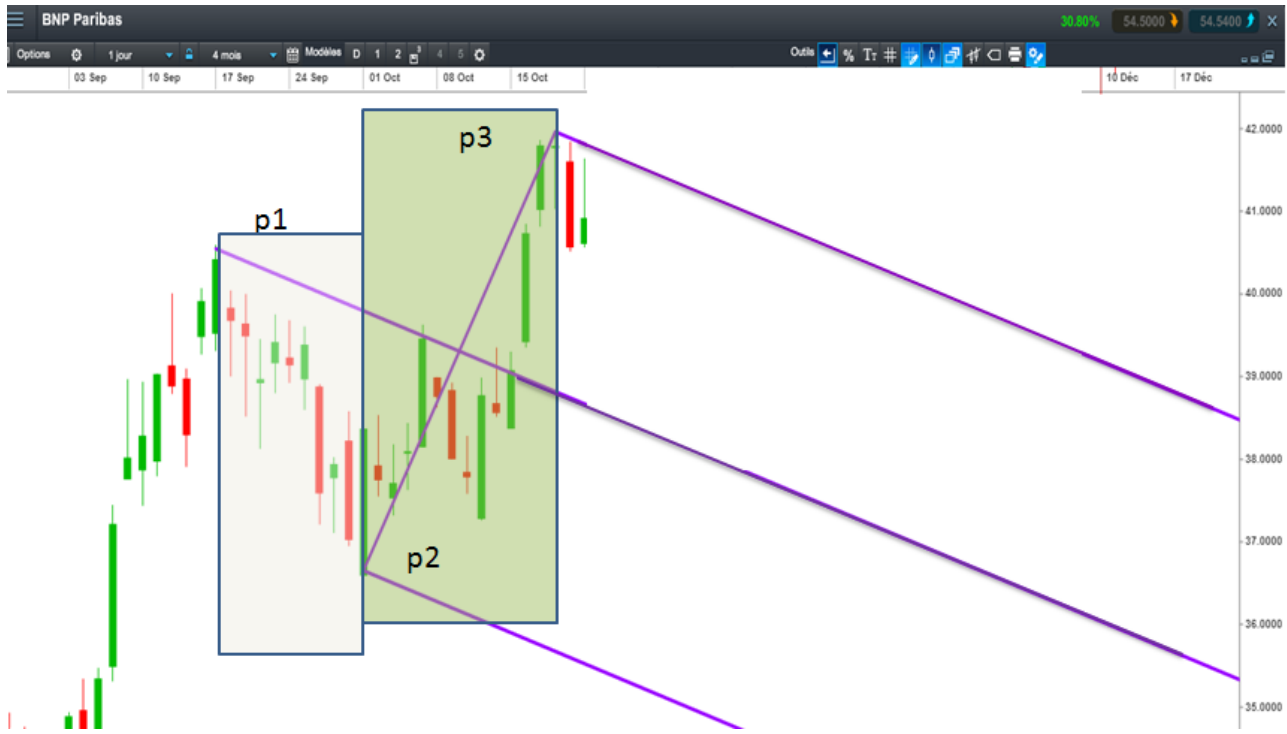 BNP Paribas 30.80% 54.5000 54.5400
Options 1 jour 4 mois Modèles D 1 2 3 4 5 Outils % TT
03 Sep 10 Sep 17 Sep 24 Sep 01 Oct 08 Oct 15 Oct 10 Déc 17 Déc
42.0000
p3
p1
41.0000
40.0000
39.0000
38.0000
p2
37.0000
36.0000
35.0000